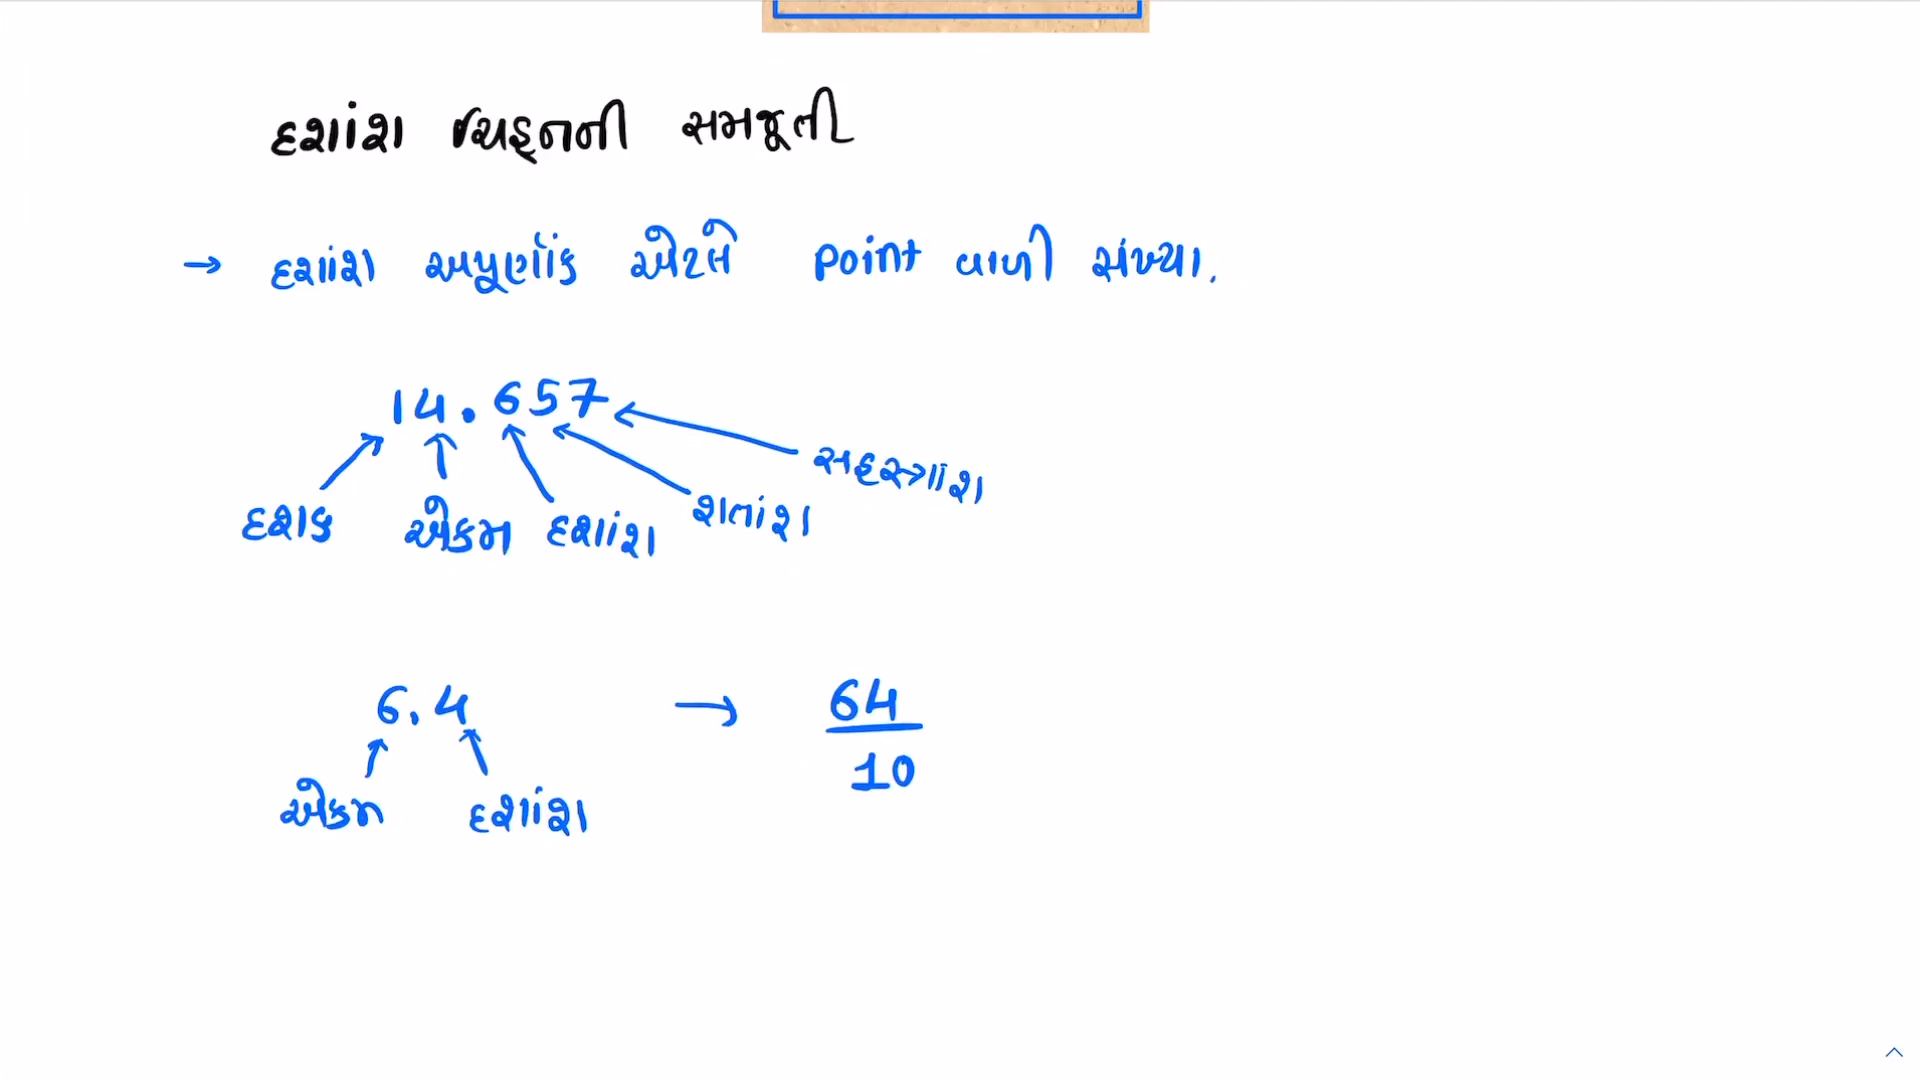 દશાંશ ચિહ્નની સમજૂતી
→ દશાંશ અપૂર્ણાંક એટલે point વાળી સંખ્યા.
14.657
સહસ્ત્રાંશ
દશક એકમ દશાંશ શતાંશ
6.4 → 64/10
એકમ દશાંશ